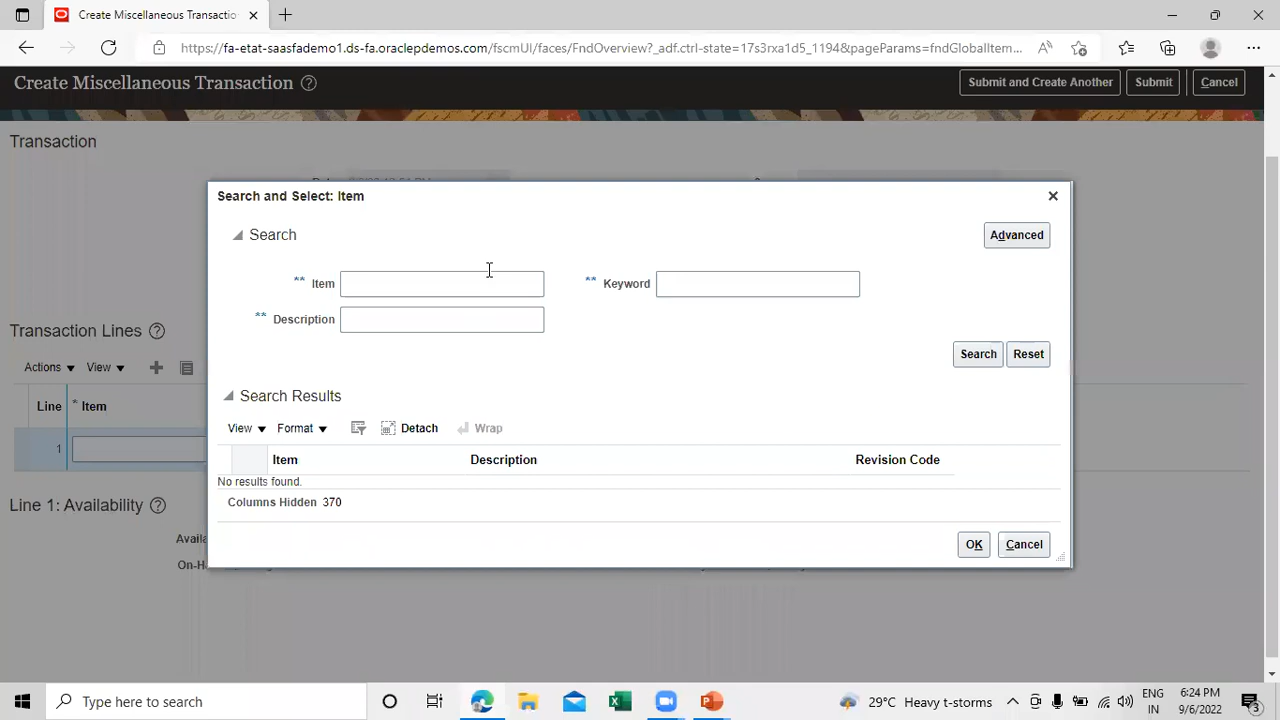 Create Miscellaneous Transactio
https://fa-etat-saasfademo1.ds-fa.oraclepdemos.com/fscmUI/faces/FndOverview?_adf.ctrl-state=17srxa1d5_1194&pageParams=fndGlobalItem...
Create Miscellaneous Transaction ? Submit and Create Another Submit Cancel
Transaction
Search and Select: Item
Search Advanced
** Item ** Keyword
** Description
Transaction Lines ?
Search Reset
Actions View
Search Results
Line * Item
View Format Detach Wrap
1
Item Description Revision Code
No results found.
Columns Hidden 370
Line 1: Availability ?
OK Cancel
Type here to search
29°C Heavy t-storms
ENG
IN
6:24 PM
9/6/2022
3